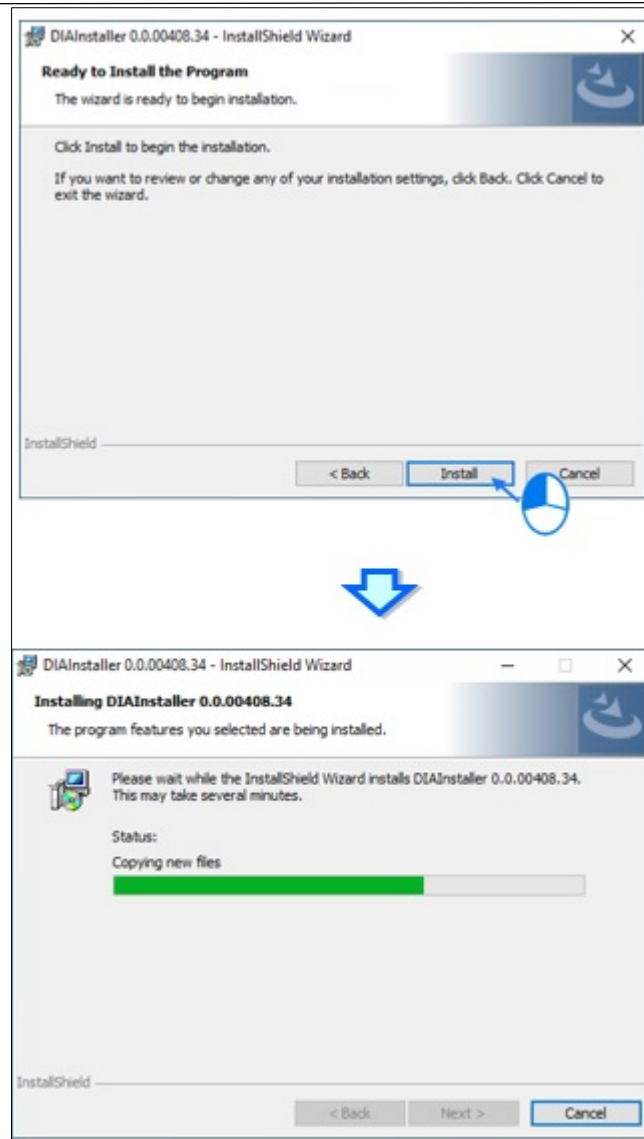 DIAInstaller 0.0.00408.34 - InstallShield Wizard
Ready to Install the Program
The wizard is ready to begin installation.
Click Install to begin the installation.
If you want to review or change any of your installation settings, click Back. Click Cancel to
exit the wizard.
InstallShield
< Back Install Cancel
DIAInstaller 0.0.00408.34 - InstallShield Wizard
Installing DIAInstaller 0.0.00408.34
The program features you selected are being installed.
Please wait while the InstallShield Wizard installs DIAInstaller 0.0.00408.34.
This may take several minutes.
Status:
Copying new files
InstallShield
< Back Next > Cancel